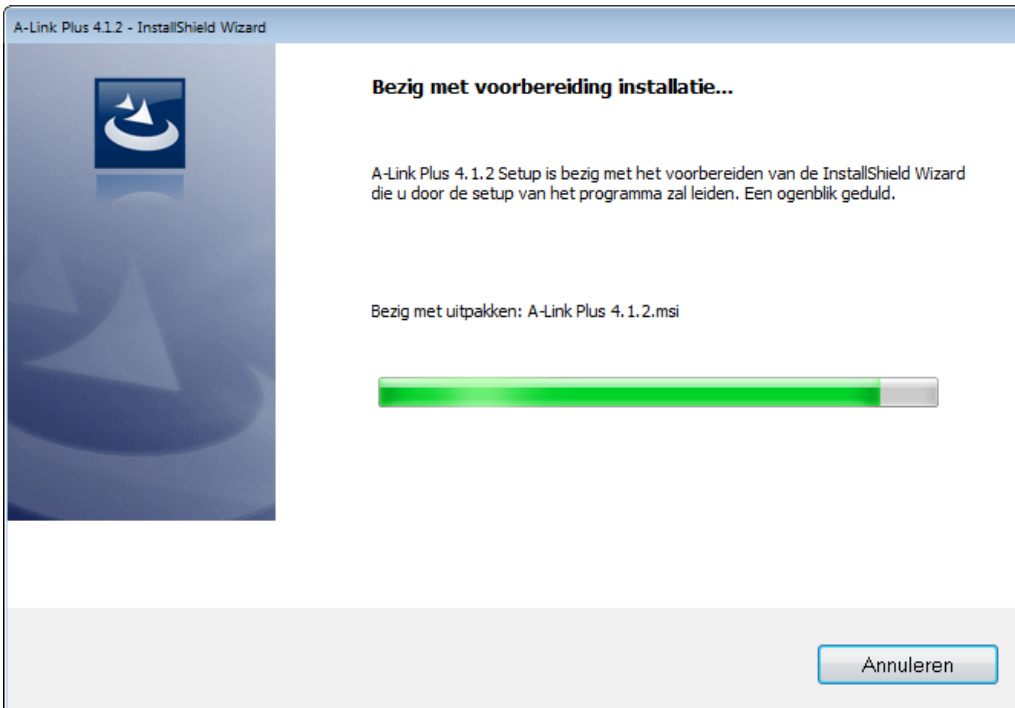 A-Link Plus 4.1.2 - InstallShield Wizard
Bezig met voorbereiding installatie...
A-Link Plus 4.1.2 Setup is bezig met het voorbereiden van de InstallShield Wizard
die u door de setup van het programma zal leiden. Een ogenblik geduld.
Bezig met uitpakken: A-Link Plus 4.1.2.msi
Annuleren